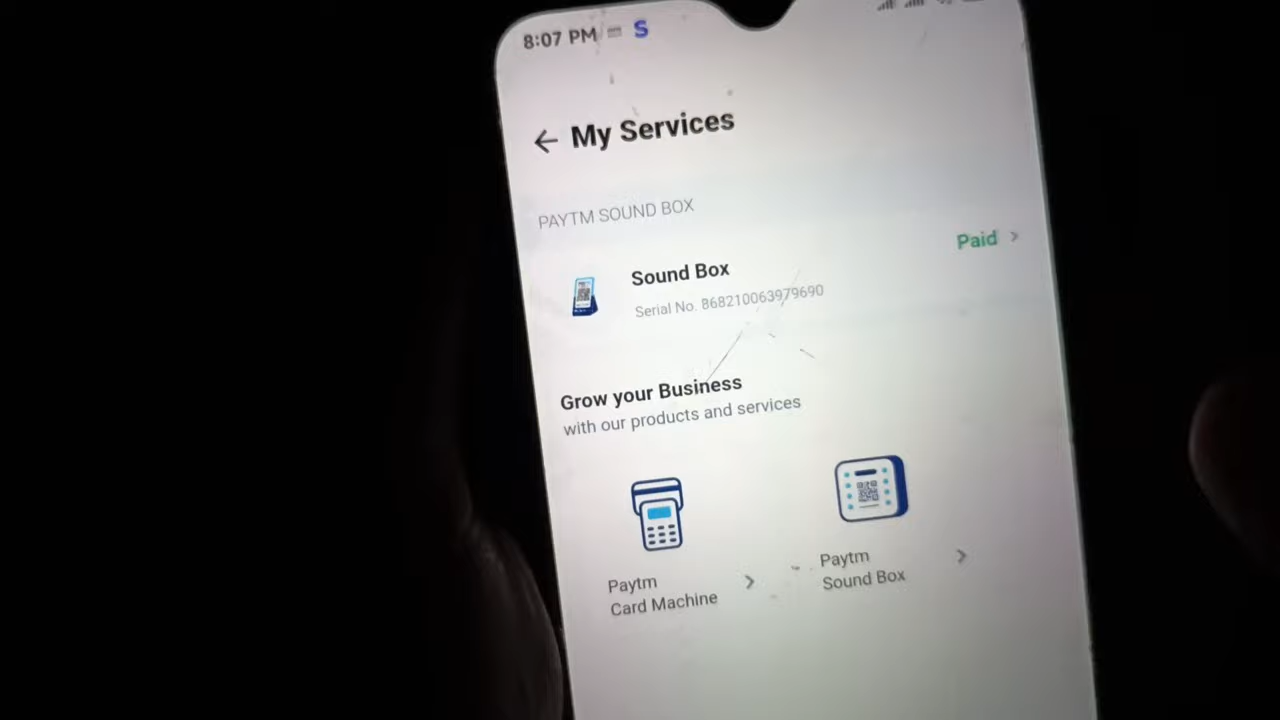 8:07 PM S
My Services
PAYTM SOUND BOX
Sound Box
Paid
Serial No. 868210063979690
Grow your Business
with our products and services
Paytm
Card Machine
Paytm
Sound Box